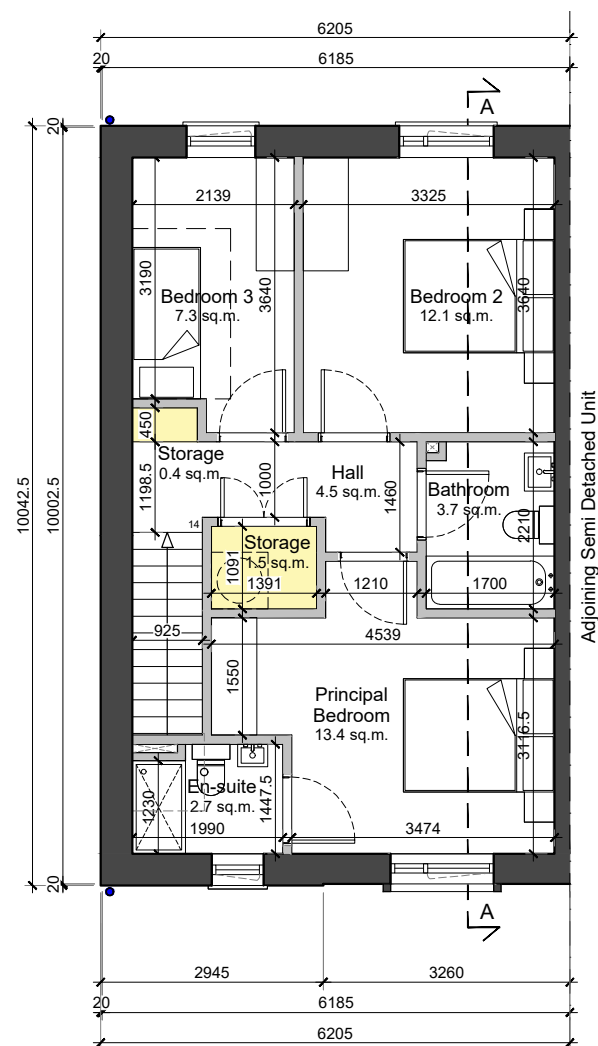 6205
20
6185
A
20
2139
3325
3190
3640
3640
Bedroom 3
7.3 sq.m.
Bedroom 2
12.1 sq.m.
450
Storage
0.4 sq.m.
1198.5
1000
Hall
4.5 sq.m.
1460
Bathroom
3.7 sq.m.
2210
14
Storage
1.5 sq.m.
1091
1391
1210
1700
10042.5
10002.5
Adjoining Semi Detached Unit
925
4539
1550
Principal
Bedroom
13.4 sq.m.
3116.5
En-suite
2.7 sq.m.
1230
1447.5
1990
3474
20
A
2945
3260
20
6185
6205